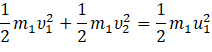 ½m₁v₁² + ½m₁v₂² = ½m₁u₁²